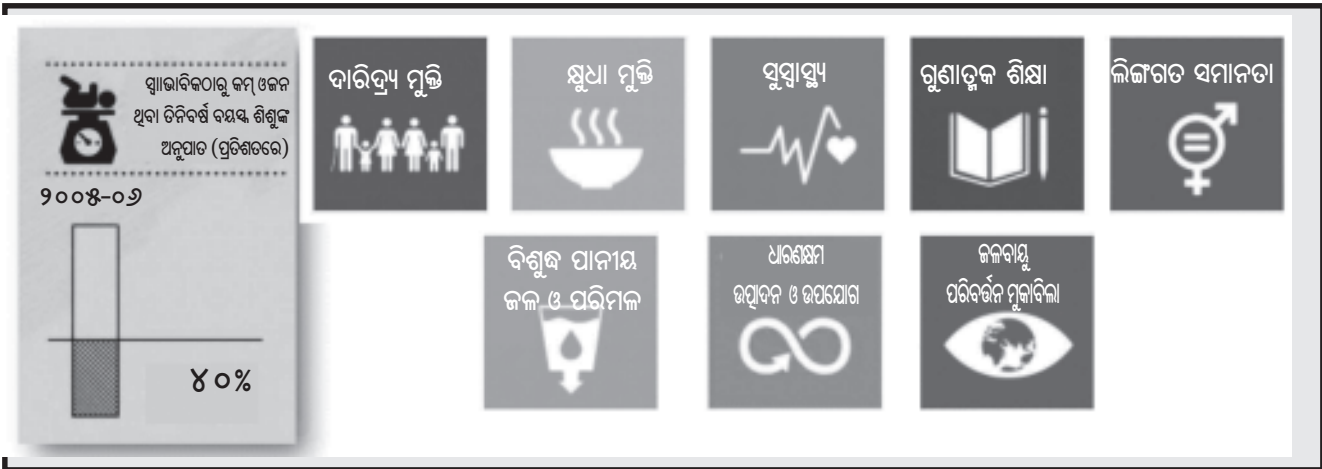 ସ୍ଵାାଭାବିକଠାରୁ କମ୍ ଓଜନ
ଥିବା ତିନିବର୍ଷ ବୟସ୍କ ଶିଶୁଙ୍କ
ଅନୁପାତ (ପ୍ରତିଶତରେ)
୨୦୦୫-୦୬
୪୦%
ଦାରିଦ୍ର୍ୟ ମୁକ୍ତି
କ୍ଷୁଧା ମୁକ୍ତି
ସୁସ୍ୱାସ୍ଥ୍ୟ
ଗୁଣାତ୍ମକ ଶିକ୍ଷା
ଲିଙ୍ଗଗତ ସମାନତା
ବିଶୁଦ୍ଧ ପାନୀୟ
ଜଳ ଓ ପରିମଳ
ଧାରଣକ୍ଷମ
ଉତ୍ପାଦନ ଓ ଉପଯୋଗ
ଜଳବାୟୁ
ପରିବର୍ତ୍ତନ ମୁକାବିଲା